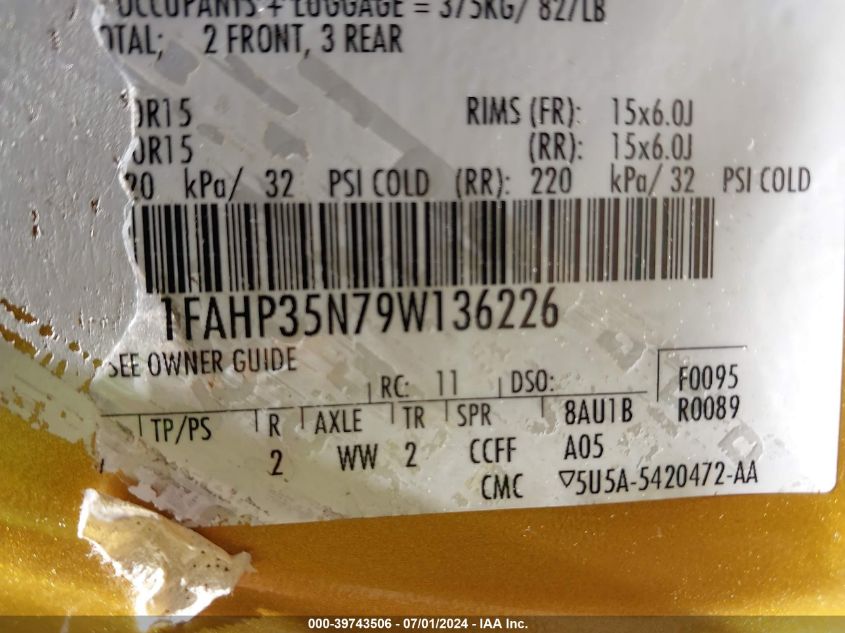 OCCUPANTS + LUGGAGE = 375KG/ 827LB
OTAL; 2 FRONT, 3 REAR
0R15 RIMS (FR): 15x6.0J
0R15 (RR): 15x6.0J
20 kPa/ 32 PSI COLD (RR): 220 kPa/ 32 PSI COLD
1FAHP35N79W136226
SEE OWNER GUIDE
RC: 11 DSO: F0095
TP/PS R AXLE TR SPR 8AU1B R0089
2 WW 2 CCFF A05
CMC ▽5U5A-5420472-AA
000-39743506 - 07/01/2024 - IAA Inc.